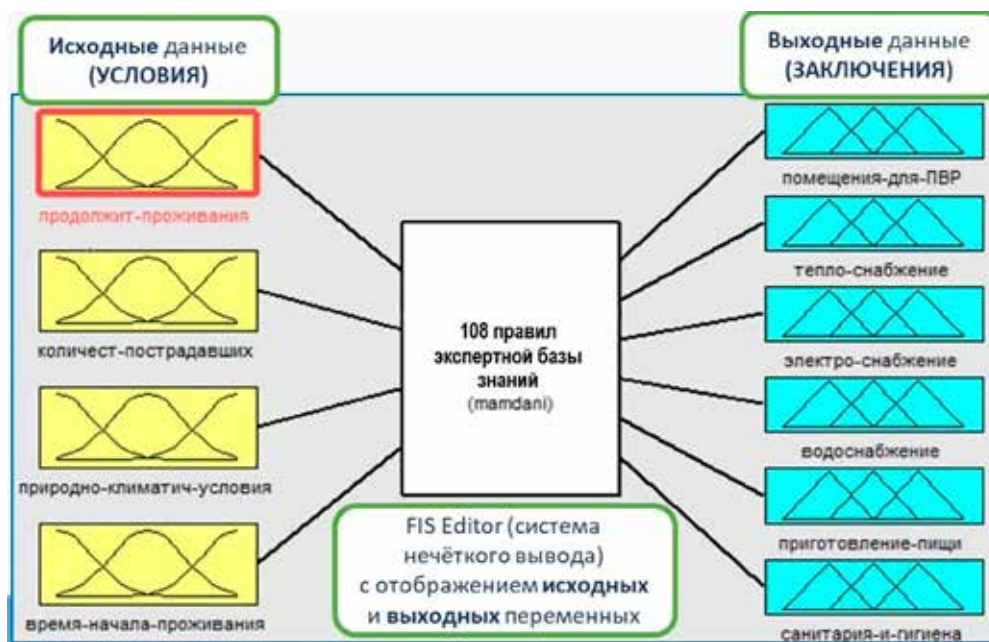 Исходные данные
(УСЛОВИЯ)
продолжит-проживания
количест-пострадавших
природно-климатич-условия
время-начала-проживания
108 правил
экспертной базы
знаний
(mamdani)
FIS Editor (система
нечёткого вывода)
с отображением исходных
и выходных переменных
Выходные данные
(ЗАКЛЮЧЕНИЯ)
помещения-для-ПВР
тепло-снабжение
электро-снабжение
водоснабжение
приготовление-пищи
санитария-и-гигиена